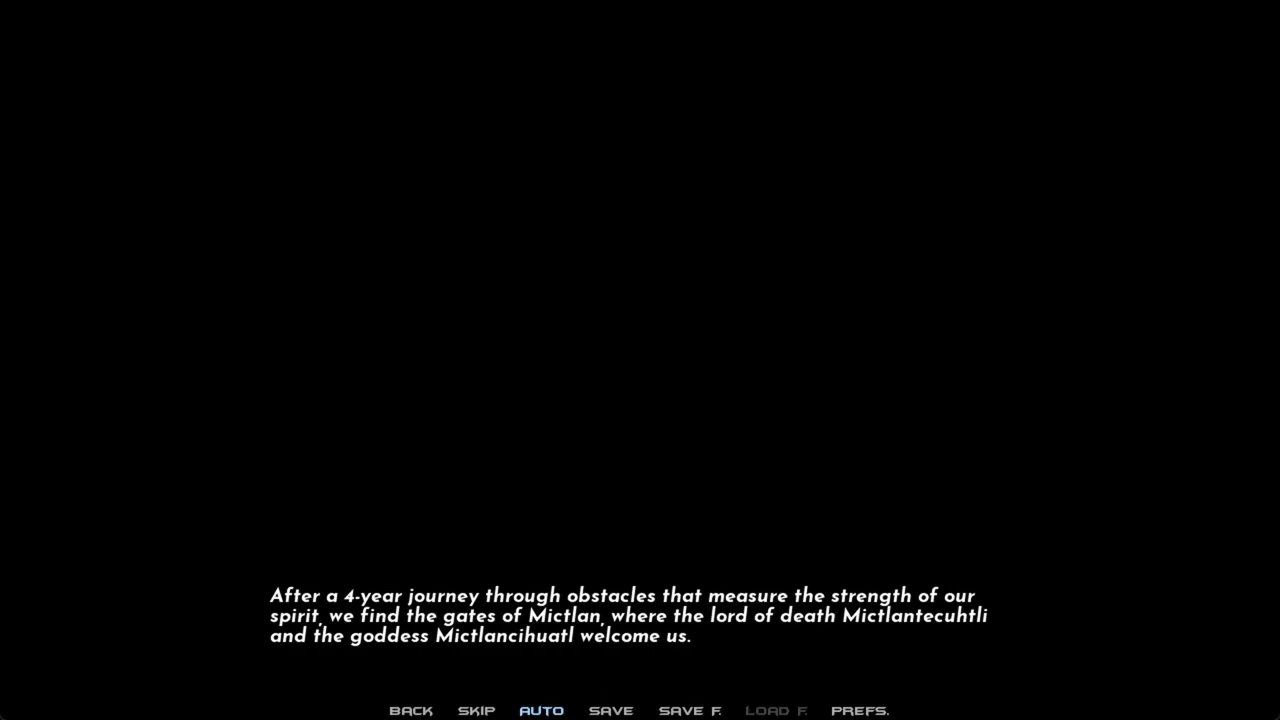 After a 4-year journey through obstacles that measure the strength of our
spirit, we find the gates of Mictlan, where the lord of death Mictlantecuhtli
and the goddess Mictlancihuatl welcome us.
BACK SKIP AUTO SAVE SAVE F. LOAD F. PREFS.